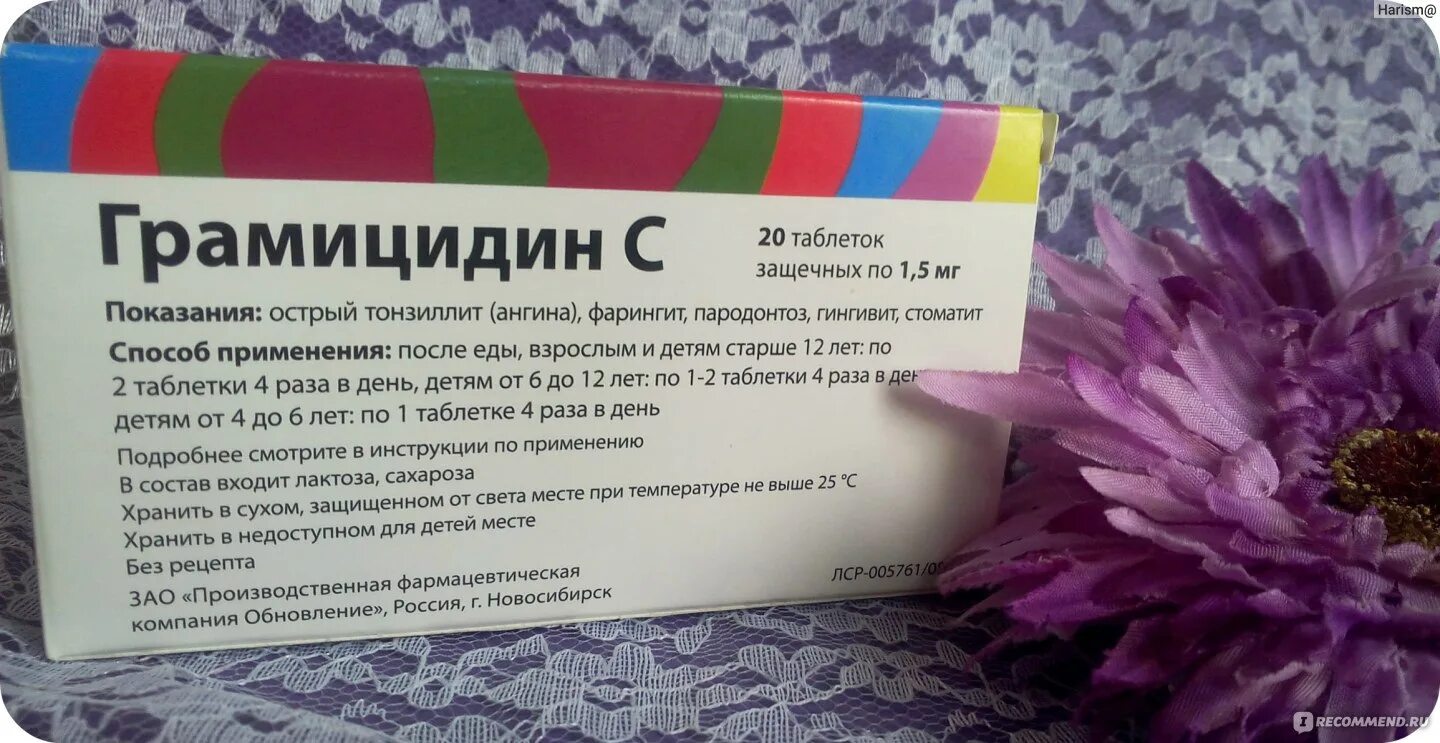 Harism@
Грамицидин С
20 таблеток
защечных по 1,5 мг
Показания: острый тонзиллит (ангина), фарингит, пародонтоз, гингивит, стоматит
Способ применения: после еды, взрослым и детям старше 12 лет: по
2 таблетки 4 раза в день, детям от 6 до 12 лет: по 1-2 таблетки 4 раза в
детям от 4 до 6 лет: по 1 таблетке 4 раза в день
Подробнее смотрите в инструкции по применению
В состав входит лактоза, сахароза
Хранить в сухом, защищенном от света месте при температуре не выше 25 °С
Хранить в недоступном для детей месте
Без рецепта
ЗАО «Производственная фармацевтическая
компания Обновление», Россия, г. Новосибирск
ЛСР-005761/0
I RECOMMEND.RU